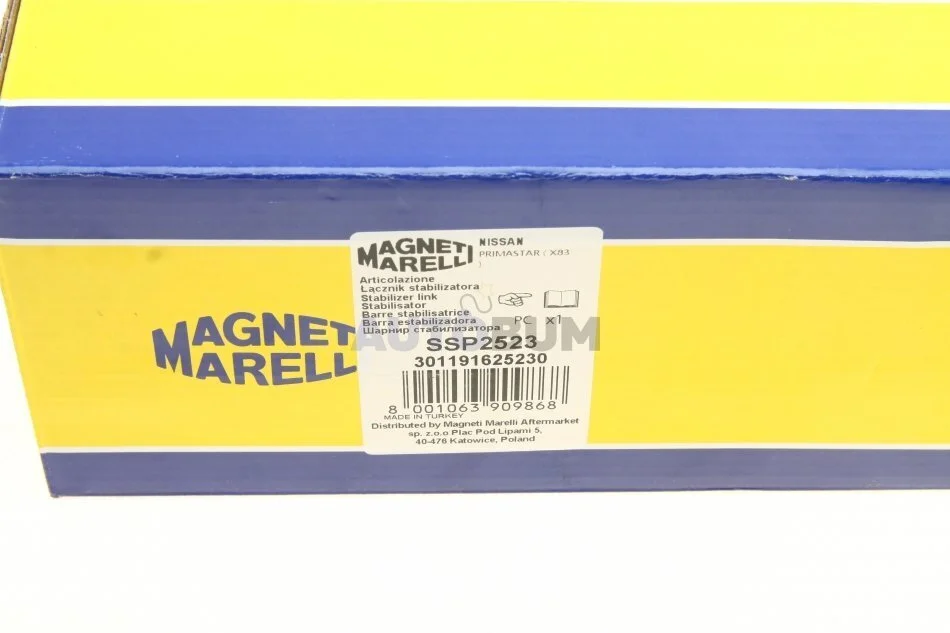 MAGNETI
MARELLI
NISSAN
PRIMASTAR ( X83
)
Articolazione
Łącznik stabilizatora
Stabilizer link
Stabilisator
Barre stabilisatrice
Barra estabilizadora
Шарнир стабилизатора
PC x1
AUTOBUM
SSP2523
301191625230
8 001063 909868
MADE IN TURKEY
Distributed by Magneti Marelli Aftermarket
sp. z.o.o Plac Pod Lipami 5,
40-476 Katowice, Poland
MAGNETI
MARELLI